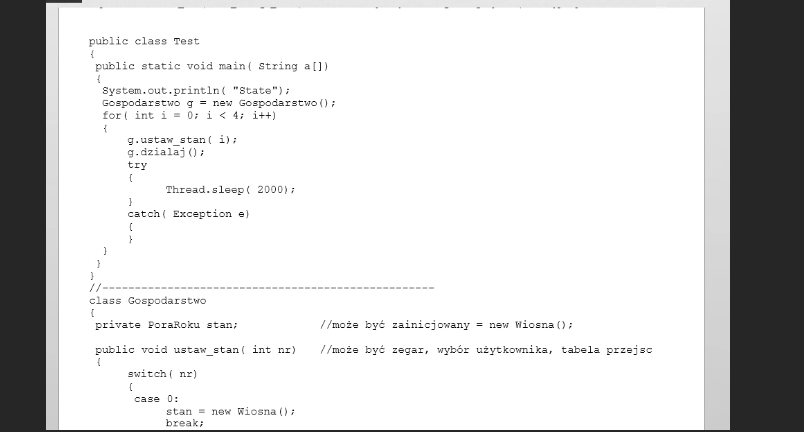 public class Test
{
public static void main( String a[])
{
System.out.println( "State");
Gospodarstwo g = new Gospodarstwo();
for( int i = 0; i < 4; i++)
{
g.ustaw_stan( i);
g.dzialaj();
try
{
Thread.sleep( 2000);
}
catch( Exception e)
{
}
}
}
}
//---------------------------------------------------
class Gospodarstwo
{
private PoraRoku stan; //może być zainicjowany = new Wiosna();
public void ustaw_stan( int nr) //może być zegar, wybór użytkownika, tabela przejsc
{
switch( nr)
{
case 0:
stan = new Wiosna();
break;